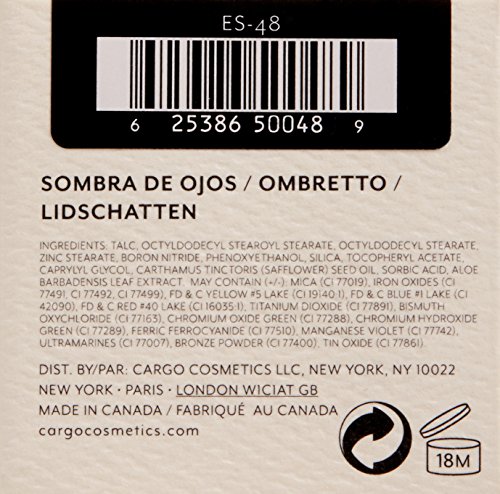 ES-48
6 25386 50048 9
SOMBRA DE OJOS / OMBRETTO /
LIDSCHATTEN
INGREDIENTS: TALC, OCTYLDODECYL STEAROYL STEARATE, OCTYLDODECYL STEARATE,
ZINC STEARATE, BORON NITRIDE, PHENOXYETHANOL, SILICA, TOCOPHERYL ACETATE,
CAPRYLYL GLYCOL, CARTHAMUS TINCTORIS (SAFFLOWER) SEED OIL, SORBIC ACID, ALOE
BARBADENSIS LEAF EXTRACT. MAY CONTAIN (+/-): MICA (CI 77019), IRON OXIDES (CI
77491, CI 77492, CI 77499), FD & C YELLOW #5 LAKE (CI 19140:1), FD & C BLUE #1 LAKE (CI
42090), FD & C RED #40 LAKE (CI 16035:1), TITANIUM DIOXIDE (CI 77891), BISMUTH
OXYCHLORIDE (CI 77163), CHROMIUM OXIDE GREEN (CI 77288), CHROMIUM HYDROXIDE
GREEN (CI 77289), FERRIC FERROCYANIDE (CI 77510), MANGANESE VIOLET (CI 77742),
ULTRAMARINES (CI 77007), BRONZE POWDER (CI 77400), TIN OXIDE (CI 77861).
DIST. BY/PAR: CARGO COSMETICS LLC, NEW YORK, NY, 10022
NEW YORK · PARIS · LONDON W1C1AT GB
MADE IN CANADA / FABRIQUÉ AU CANADA
cargocosmetics.com
18M